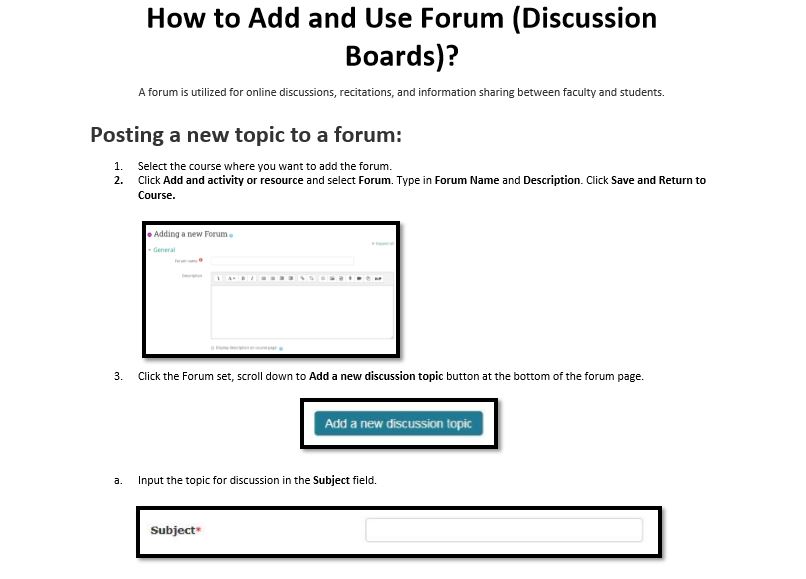 How to Add and Use Forum (Discussion
Boards)?
A forum is utilized for online discussions, recitations, and information sharing between faculty and students.
Posting a new topic to a forum:
1. Select the course where you want to add the forum.
2. Click Add and activity or resource and select Forum. Type in Forum Name and Description. Click Save and Return to
Course.
Adding a new Forum
Expand all
General
Forum name
Description
Display description on course page
3. Click the Forum set, scroll down to Add a new discussion topic button at the bottom of the forum page.
Add a new discussion topic
a. Input the topic for discussion in the Subject field.
Subject*